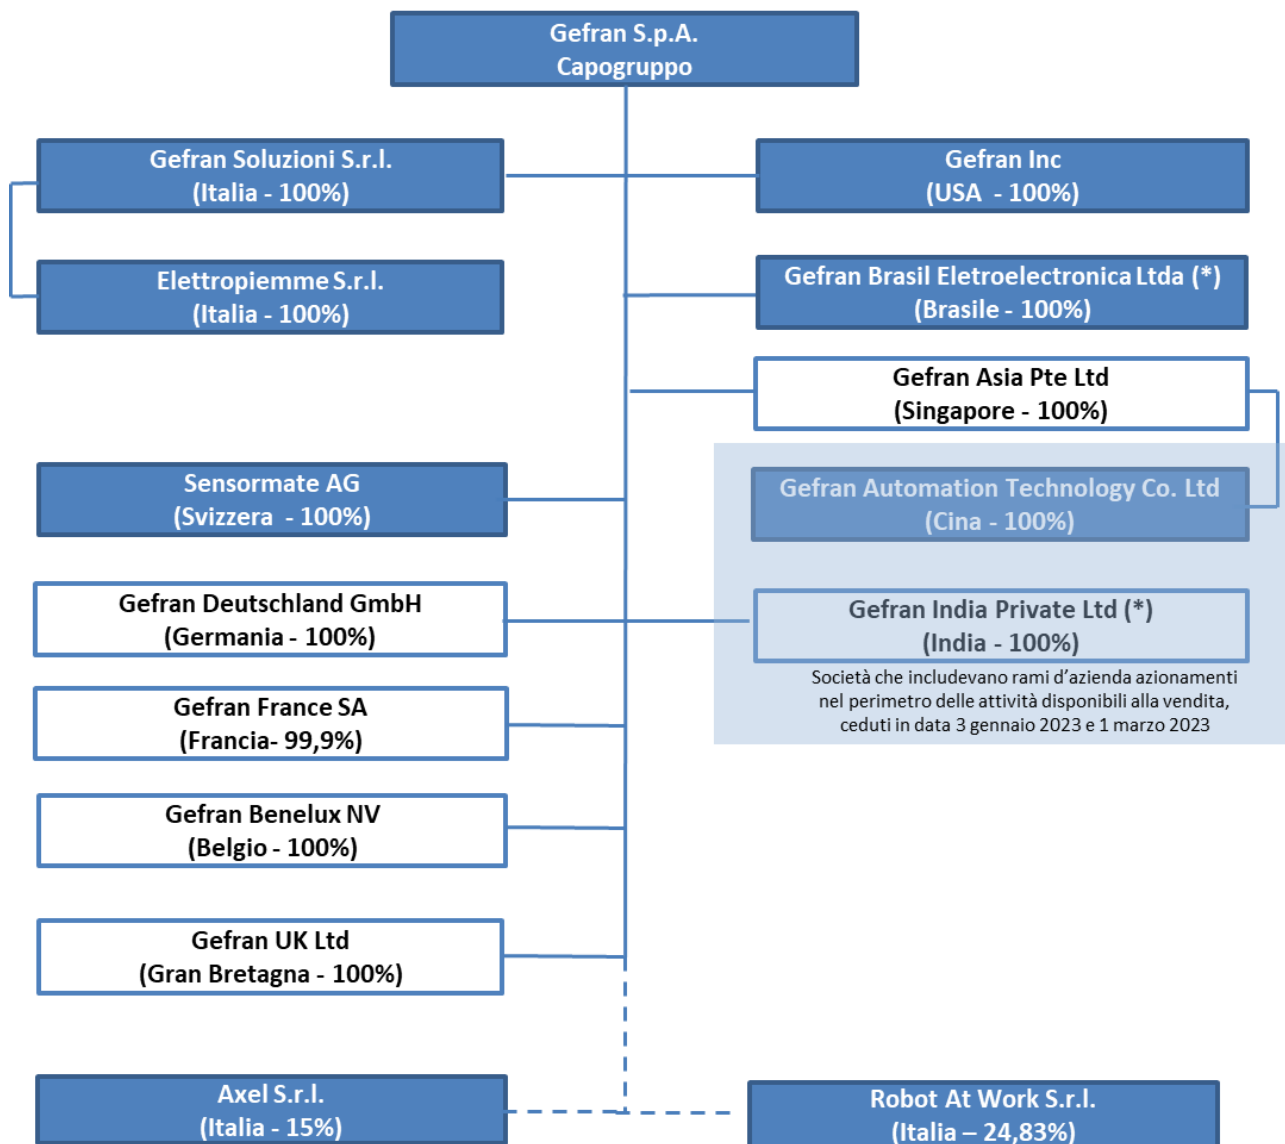 Gefran S.p.A.
Capogruppo
Gefran Soluzioni S.r.l.
(Italia - 100%)
Gefran Inc
(USA - 100%)
Elettropiemme S.r.l.
(Italia - 100%)
Gefran Brasil Eletroelectronica Ltda (*)
(Brasile - 100%)
Gefran Asia Pte Ltd
(Singapore - 100%)
Sensormate AG
(Svizzera - 100%)
Gefran Automation Technology Co. Ltd
(Cina - 100%)
Gefran Deutschland GmbH
(Germania - 100%)
Gefran India Private Ltd (*)
(India - 100%)
Società che includevano rami d'azienda azionamenti
nel perimetro delle attività disponibili alla vendita,
ceduti in data 3 gennaio 2023 e 1 marzo 2023
Gefran France SA
(Francia- 99,9%)
Gefran Benelux NV
(Belgio - 100%)
Gefran UK Ltd
(Gran Bretagna - 100%)
Axel S.r.l.
(Italia - 15%)
Robot At Work S.r.l.
(Italia – 24,83%)